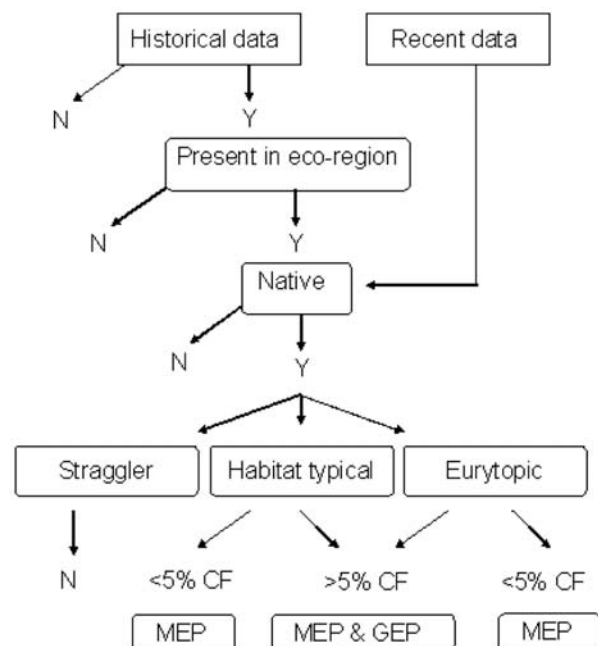 Historical data Recent data
N Y
Present in eco-region
N Y
Native
N Y
Straggler Habitat typical Eurytopic
N <5% CF >5% CF <5% CF
MEP MEP & GEP MEP